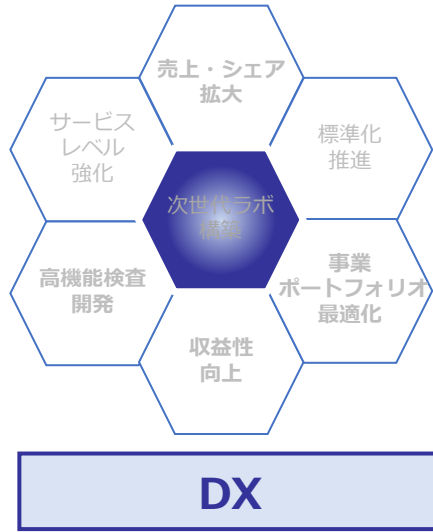 売上・シェア
拡大
サービス
レベル
強化
標準化
推進
次世代ラボ
構築
高機能検査
開発
事業
ポートフォリオ
最適化
収益性
向上
DX